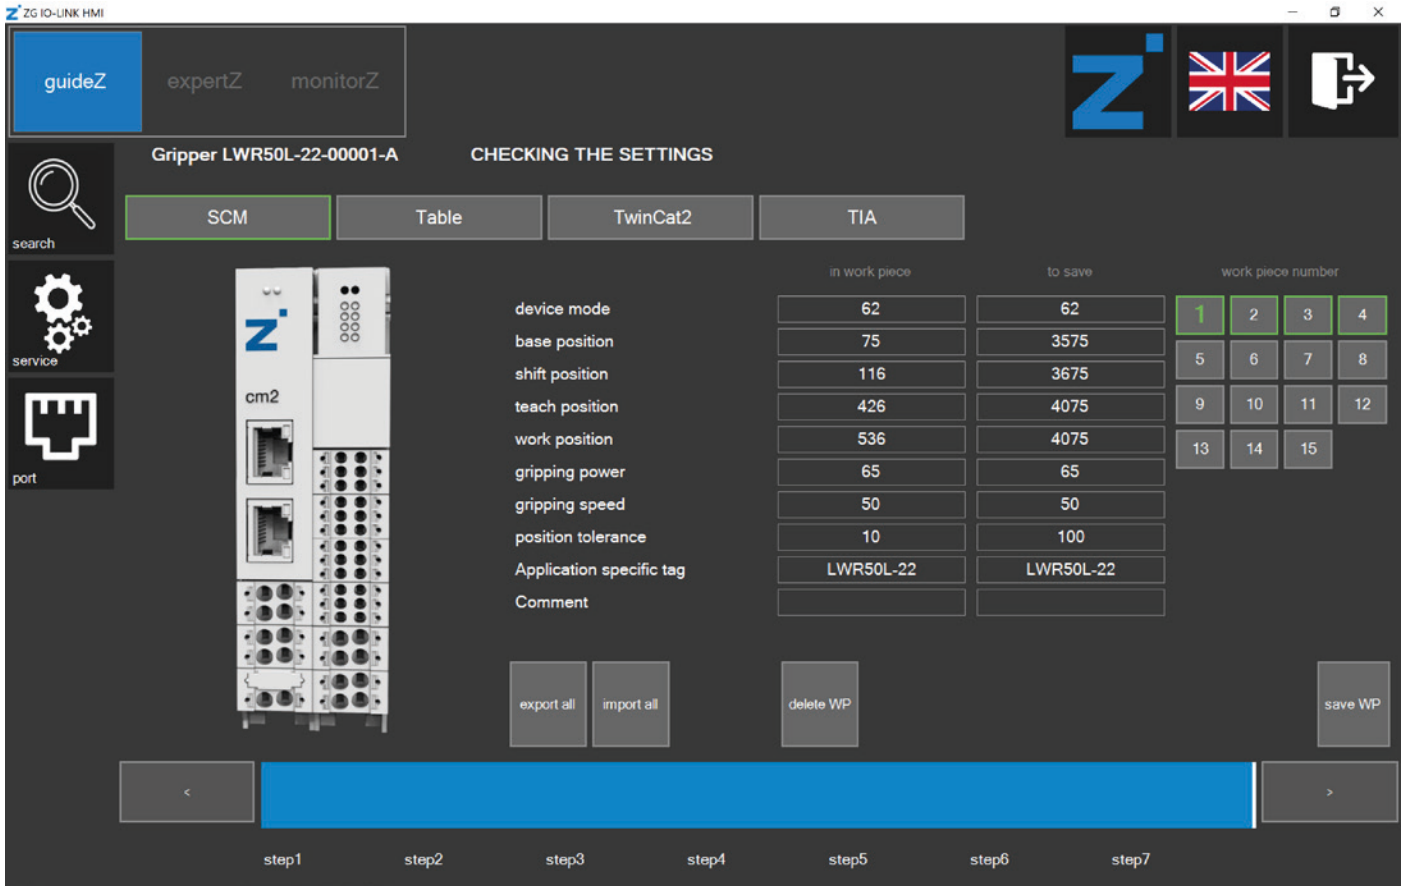 ZG IO-LINK HMI
guideZ expertZ monitorZ
Gripper LWR50L-22-00001-A CHECKING THE SETTINGS
SCM Table TwinCat2 TIA
search
service
port
cm2
in work piece to save work piece number
device mode 62 62 1 2 3 4
base position 75 3575
shift position 116 3675 5 6 7 8
teach position 426 4075 9 10 11 12
work position 536 4075 13 14 15
gripping power 65 65
gripping speed 50 50
position tolerance 10 100
Application specific tag LWR50L-22 LWR50L-22
Comment
export all import all delete WP save WP
< >
step1 step2 step3 step4 step5 step6 step7